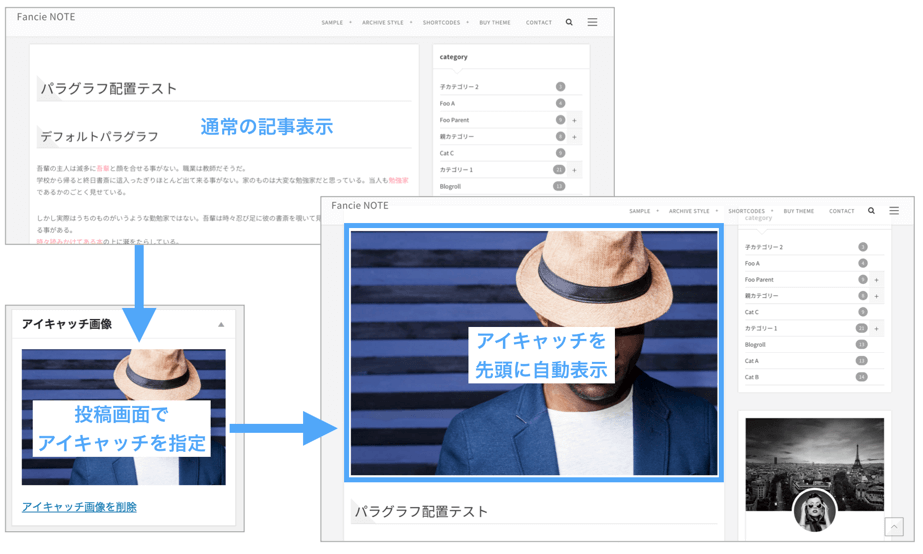 Fancie NOTE
SAMPLE
ARCHIVE STYLE
SHORTCODES
BUY THEME
CONTACT
パラグラフ配置テスト
通常の記事表示
デフォルトパラグラフ
吾輩の主人は滅多に吾輩と顔を合せる事がない。職業は教師だそうだ。
学校から帰ると終日書斎に這入ったぎりほとんど出て来る事がない。家のものは大変な勉強家だと思っている。当人も勉強家
であるかのごとく見せている。
しかし実際はうちのものがいうような勤勉家ではない。吾輩は時々忍び足に彼の書斎を覗いて見
る事がある。
時々読みかけてある本の上に涎をたらしている。
category
子カテゴリー 2 3
Foo A
Foo Parent +
親カテゴリー +
Cat C
カテゴリー 1 21 +
Blogroll 13
アイキャッチ画像
投稿画面で
アイキャッチを指定
アイキャッチ画像を削除
Fancie NOTE
SAMPLE
ARCHIVE STYLE
SHORTCODES
BUY THEME
CONTACT
アイキャッチを
先頭に自動表示
パラグラフ配置テスト
category
子カテゴリー 2 3
Foo A
Foo Parent +
親カテゴリー +
Cat C
カテゴリー 1 21 +
Blogroll 13
Cat A
Cat B